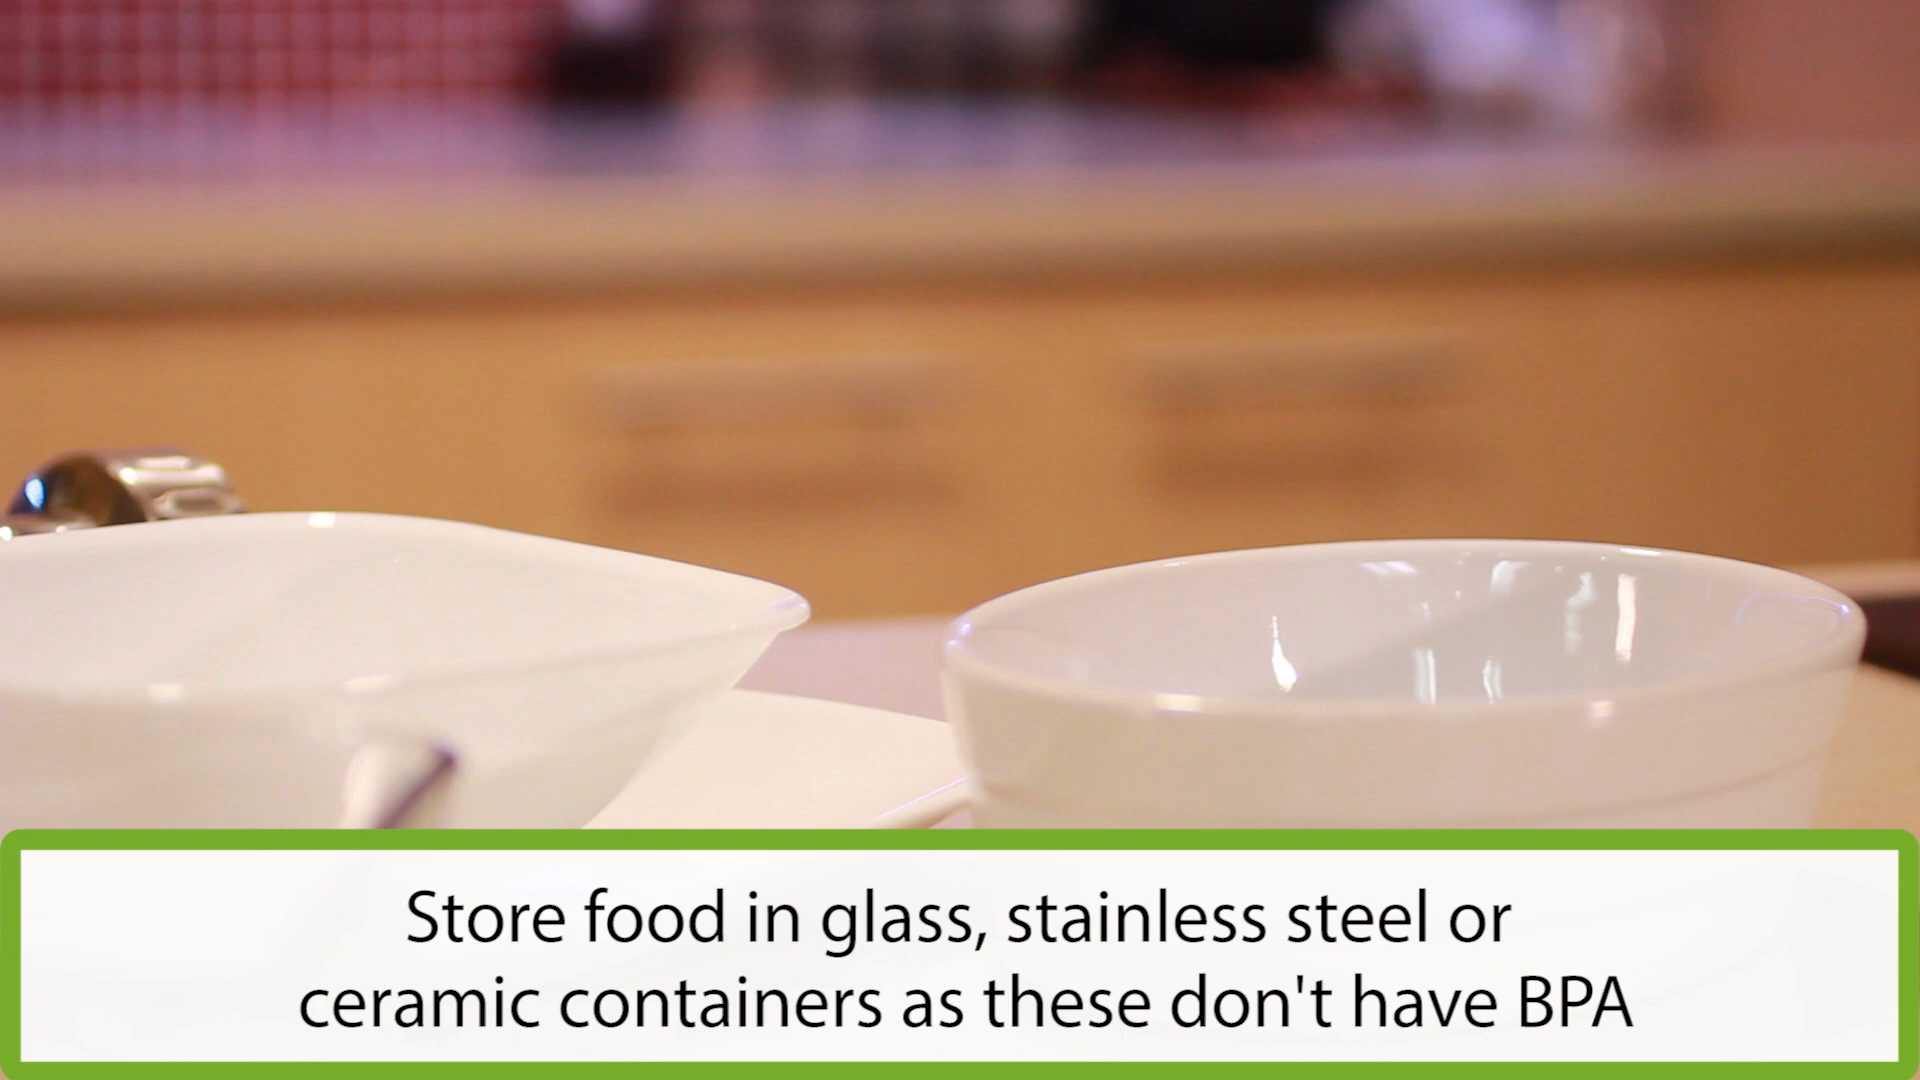 Store food in glass, stainless steel or
ceramic containers as these don't have BPA